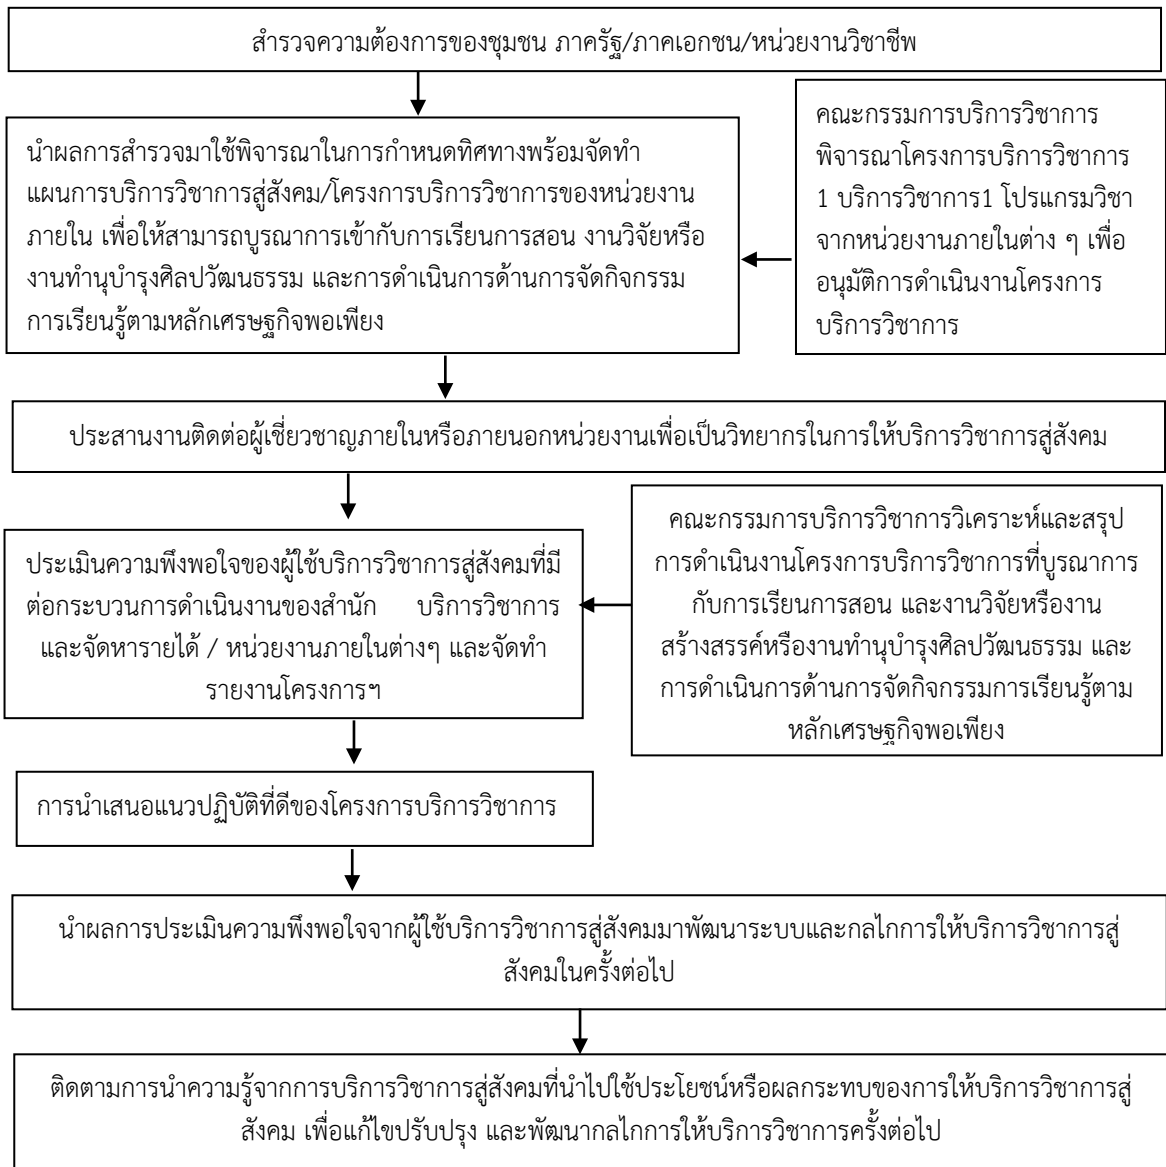 สำรวจความต้องการของชุมชน ภาครัฐ/ภาคเอกชน/หน่วยงานวิชาชีพ
นำผลการสำรวจมาใช้พิจารณาในการกำหนดทิศทางพร้อมจัดทำ
แผนการบริการวิชาการสู่สังคม/โครงการบริการวิชาการของหน่วยงาน
ภายใน เพื่อให้สามารถบูรณาการเข้ากับการเรียนการสอน งานวิจัยหรือ
งานทำนุบำรุงศิลปวัฒนธรรม และการดำเนินการด้านการจัดกิจกรรม
การเรียนรู้ตามหลักเศรษฐกิจพอเพียง
คณะกรรมการบริการวิชาการ
พิจารณาโครงการบริการวิชาการ
1 บริการวิชาการ1 โปรแกรมวิชา
จากหน่วยงานภายในต่าง ๆ เพื่อ
อนุมัติการดำเนินงานโครงการ
บริการวิชาการ
ประสานงานติดต่อผู้เชี่ยวชาญภายในหรือภายนอกหน่วยงานเพื่อเป็นวิทยากรในการให้บริการวิชาการสู่สังคม
ประเมินความพึงพอใจของผู้ใช้บริการวิชาการสู่สังคมที่มี
ต่อกระบวนการดำเนินงานของสำนัก บริการวิชาการ
และจัดหารายได้ / หน่วยงานภายในต่างๆ และจัดทำ
รายงานโครงการฯ
คณะกรรมการบริการวิชาการวิเคราะห์และสรุป
การดำเนินงานโครงการบริการวิชาการที่บูรณาการ
กับการเรียนการสอน และงานวิจัยหรืองาน
สร้างสรรค์หรืองานทำนุบำรุงศิลปวัฒนธรรม และ
การดำเนินการด้านการจัดกิจกรรมการเรียนรู้ตาม
หลักเศรษฐกิจพอเพียง
การนำเสนอแนวปฏิบัติที่ดีของโครงการบริการวิชาการ
นำผลการประเมินความพึงพอใจจากผู้ใช้บริการวิชาการสู่สังคมมาพัฒนาระบบและกลไกการให้บริการวิชาการสู่
สังคมในครั้งต่อไป
ติดตามการนำความรู้จากการบริการวิชาการสู่สังคมที่นำไปใช้ประโยชน์หรือผลกระทบของการให้บริการวิชาการสู่
สังคม เพื่อแก้ไขปรับปรุง และพัฒนากลไกการให้บริการวิชาการครั้งต่อไป